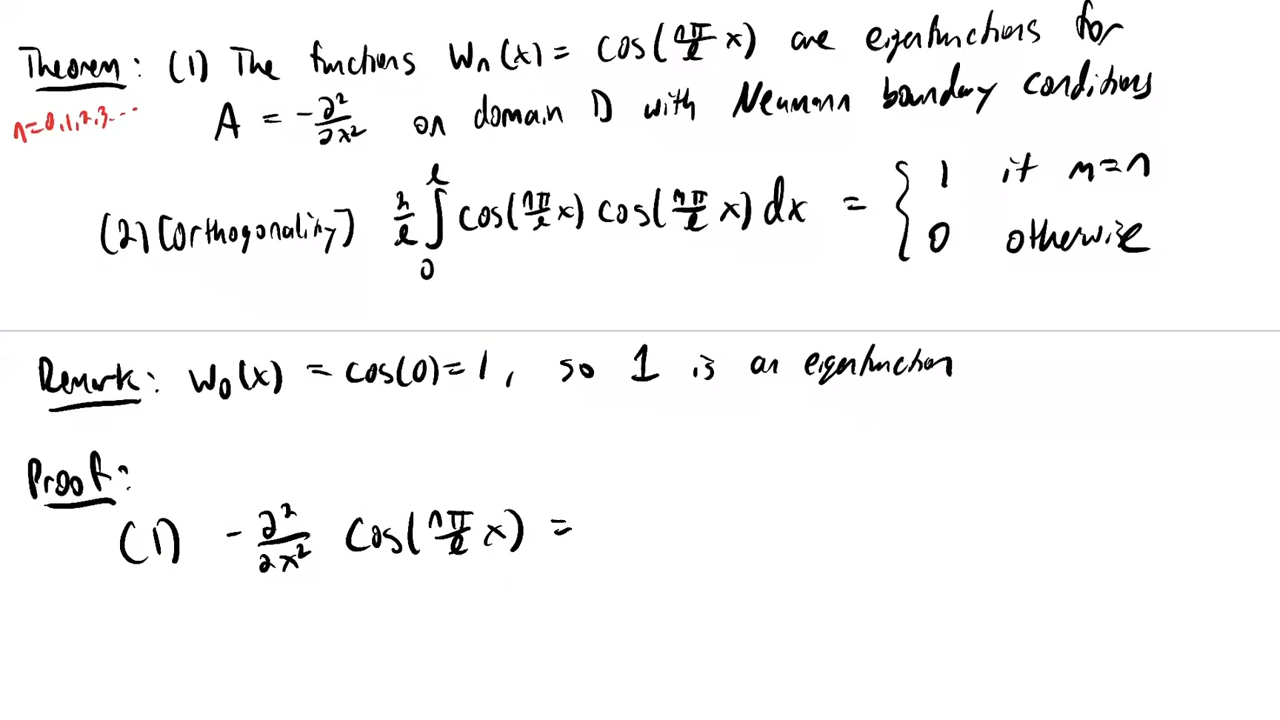 Theorem: (1) The functions Wn(x) = cos(nπ/ℓ x) are eigenfunctions for
n=0,1,2,3... A = -∂²/∂x² on domain D with Neumann boundary conditions
(2) [Orthogonality] 2/ℓ ∫₀^ℓ cos(nπ/ℓ x) cos(mπ/ℓ x) dx = { 1 if m=n
0 otherwise
Remark: W₀(x) = cos(0) = 1, so 1 is an eigenfunction
Proof:
(1) -∂²/∂x² cos(nπ/ℓ x) =